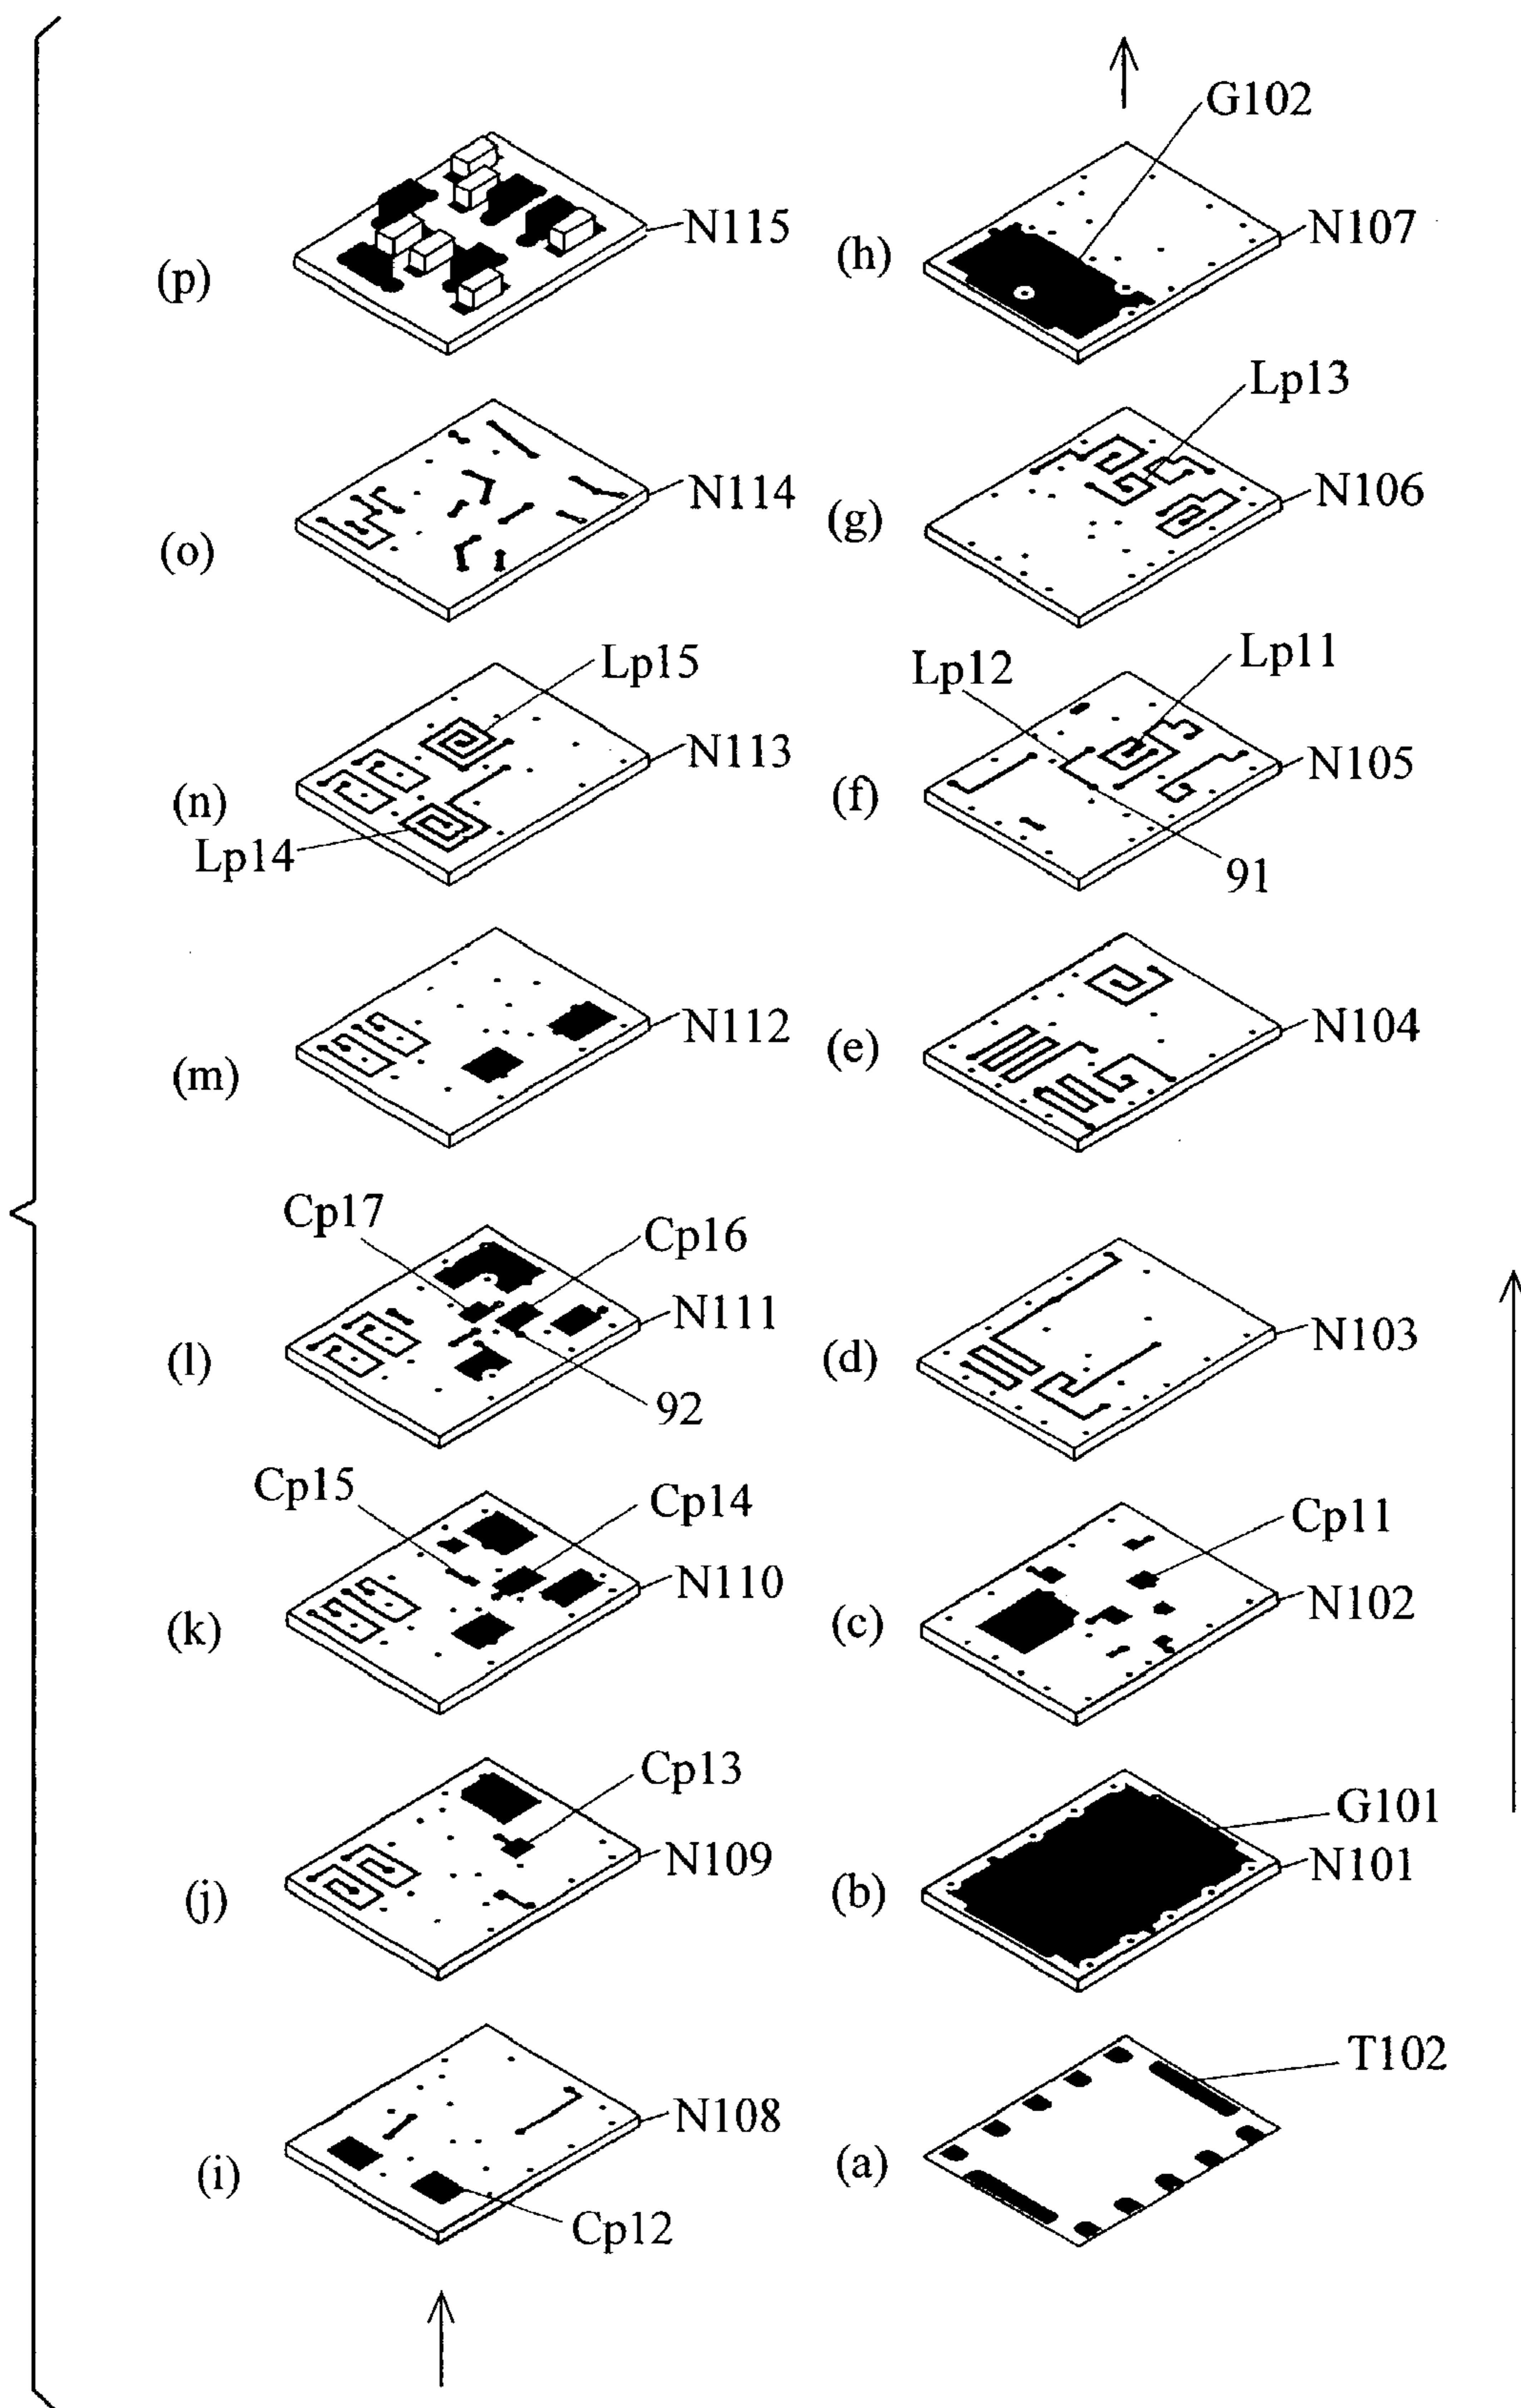 G102
(p) N115
(h) N107
Lp13
(o) N114
(g) N106
Lp15
Lp12 Lp11
(n) N113
(f) N105
Lp14
91
(m) N112
(e) N104
Cp17
Cp16
(l) N111
(d) N103
92
Cp15 Cp14
Cp11
(k) N110
(c) N102
Cp13
G101
(j) N109
(b) N101
T102
(i) N108
(a)
Cp12